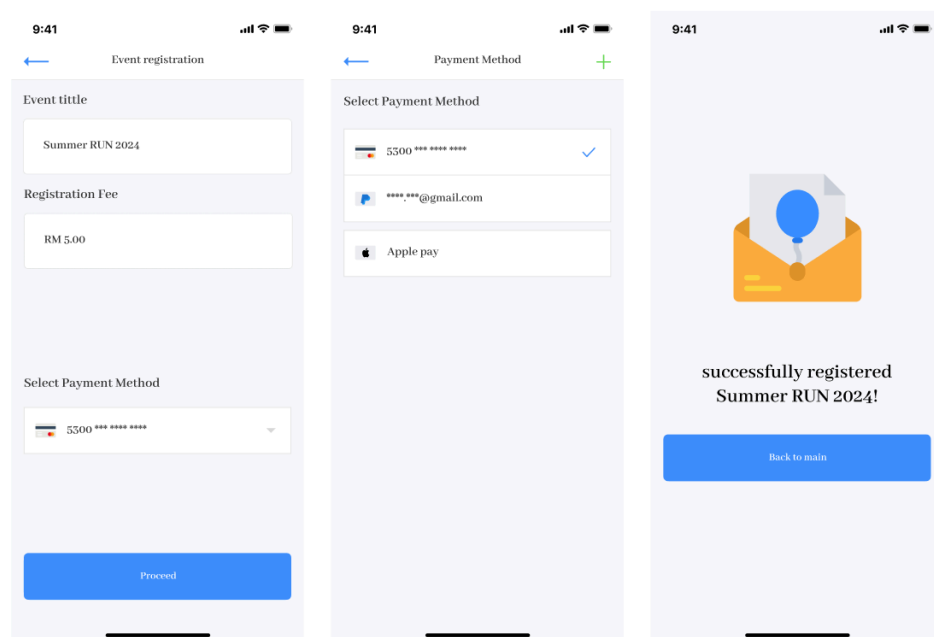 9:41
Event registration
Event tittle
Summer RUN 2024
Registration Fee
RM 5.00
Select Payment Method
5300 *** **** ****
Proceed
9:41
Payment Method
Select Payment Method
5300 *** **** ****
****.***@gmail.com
Apple pay
9:41
successfully registered
Summer RUN 2024!
Back to main